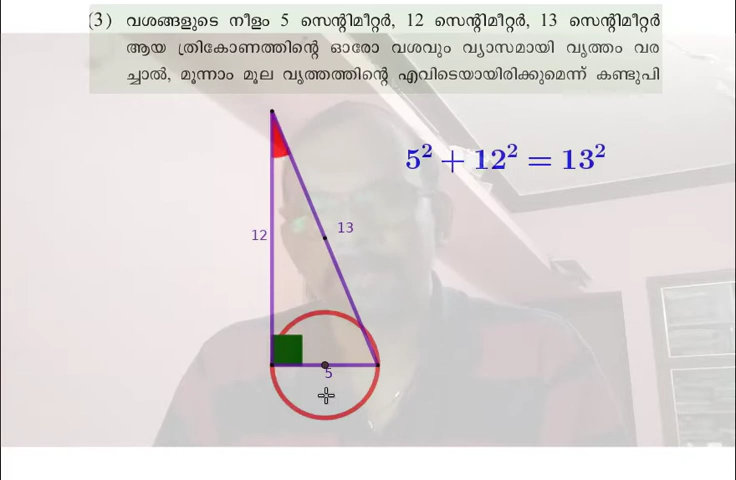 (3) വശങ്ങളുടെ നീളം 5 സെന്റിമീറ്റർ, 12 സെന്റിമീറ്റർ, 13 സെന്റിമീറ്റർ
ആയ ത്രികോണത്തിന്റെ ഓരോ വശവും വ്യാസമായി വൃത്തം വര
ച്ചാൽ, മൂന്നാം മൂല വൃത്തത്തിന്റെ എവിടെയായിരിക്കുമെന്ന് കണ്ടുപി
5² + 12² = 13²
13
12
5